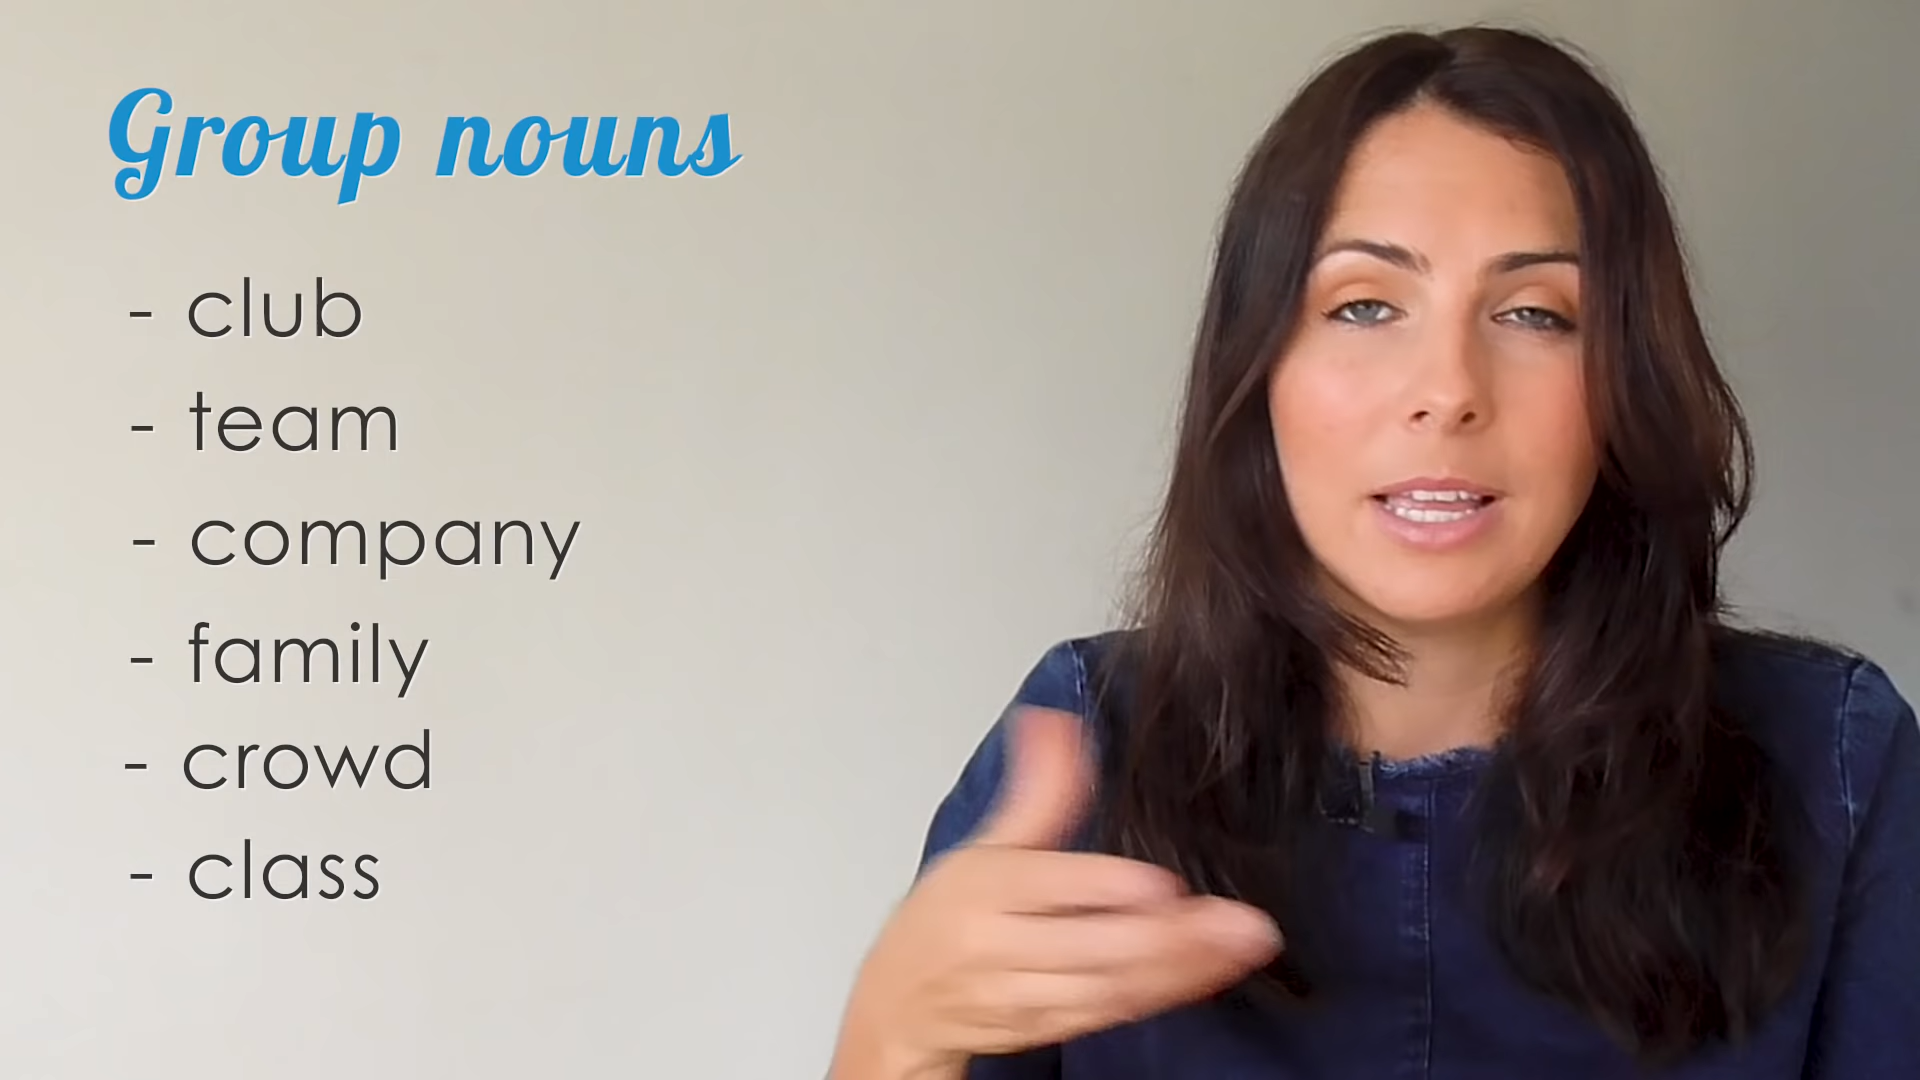 Group nouns
- club
- team
- company
- family
- crowd
- class